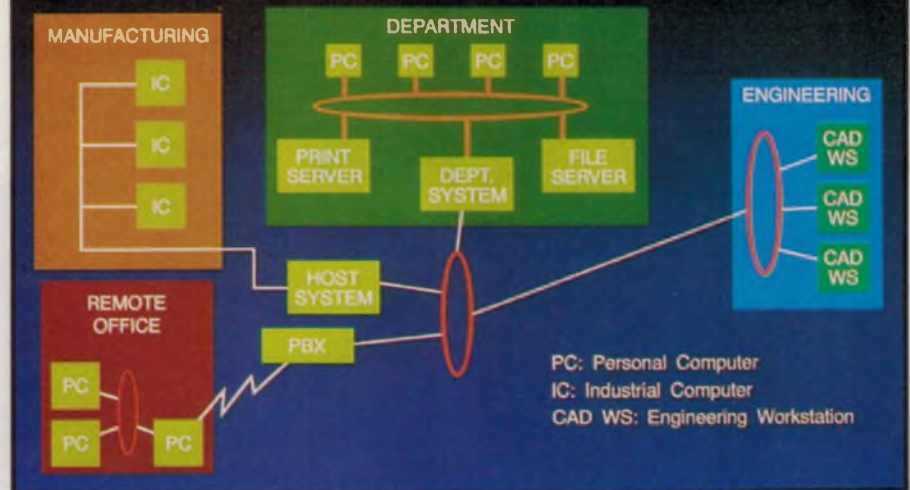 MANUFACTURING
IC
IC
IC
DEPARTMENT
PC PC PC PC
PRINT
SERVER
DEPT.
SYSTEM
FILE
SERVER
ENGINEERING
CAD
WS
CAD
WS
CAD
WS
HOST
SYSTEM
PBX
REMOTE
OFFICE
PC
PC
PC
PC: Personal Computer
IC: Industrial Computer
CAD WS: Engineering Workstation